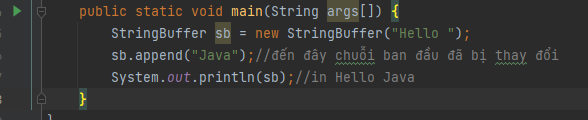 public static void main(String args[]) {
StringBuffer sb = new StringBuffer("Hello ");
sb.append("Java");//đến đây chuỗi ban đầu đã bị thay đổi
System.out.println(sb);//in Hello Java
}